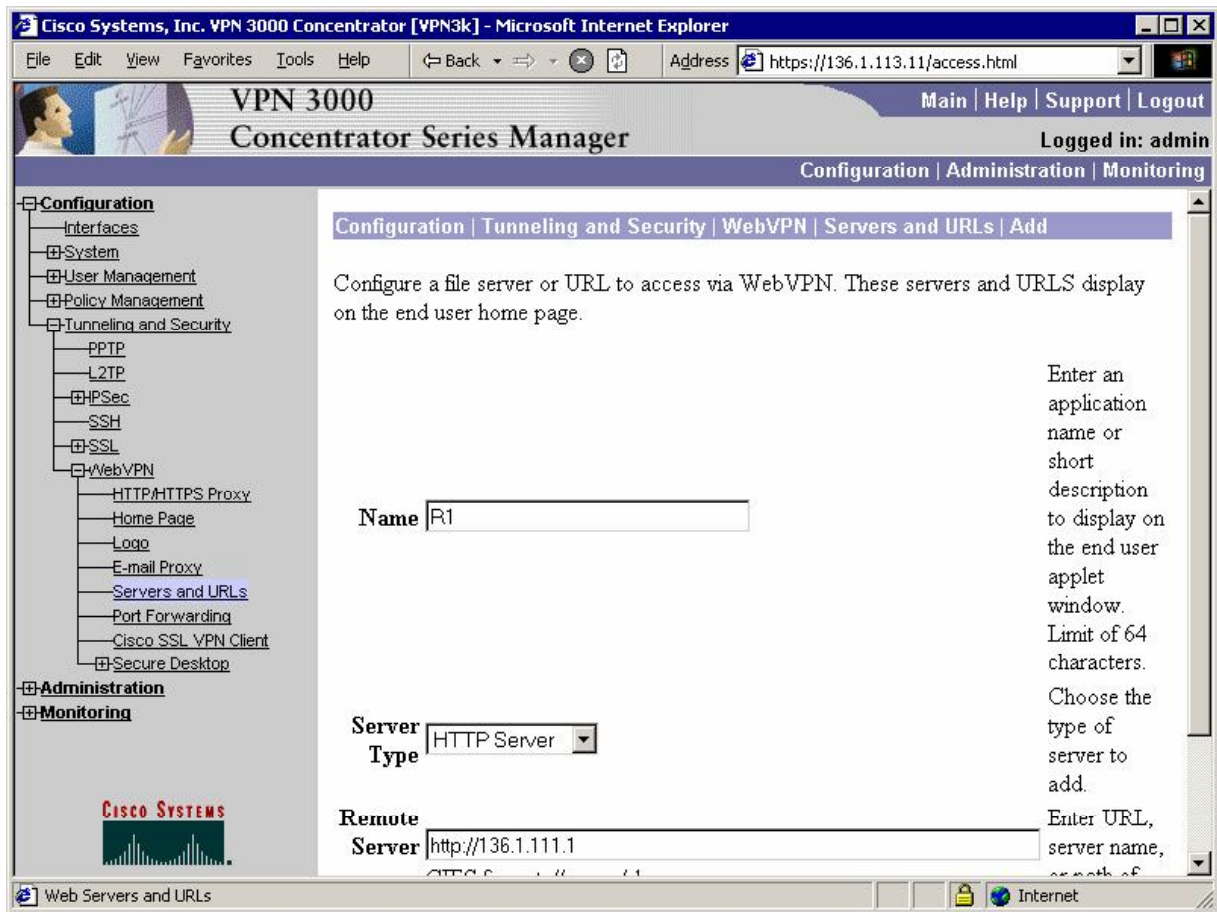 Cisco Systems, Inc. VPN 3000 Concentrator [VPN3k] - Microsoft Internet Explorer
File Edit View Favorites Tools Help Back Address https://136.1.113.11/access.html
VPN 3000
Concentrator Series Manager
Main | Help | Support | Logout
Logged in: admin
Configuration | Administration | Monitoring
Configuration
Interfaces
System
User Management
Policy Management
Tunneling and Security
PPTP
L2TP
IPSec
SSH
SSL
WebVPN
HTTP/HTTPS Proxy
Home Page
Logo
E-mail Proxy
Servers and URLs
Port Forwarding
Cisco SSL VPN Client
Secure Desktop
Administration
Monitoring
CISCO SYSTEMS
Configuration | Tunneling and Security | WebVPN | Servers and URLs | Add
Configure a file server or URL to access via WebVPN. These servers and URLS display
on the end user home page.
Name R1
Enter an
application
name or
short
description
to display on
the end user
applet
window.
Limit of 64
characters.
Server
Type HTTP Server
Choose the
type of
server to
add.
Remote
Server http://136.1.111.1
Enter URL,
server name,
or path of
Web Servers and URLs
Internet